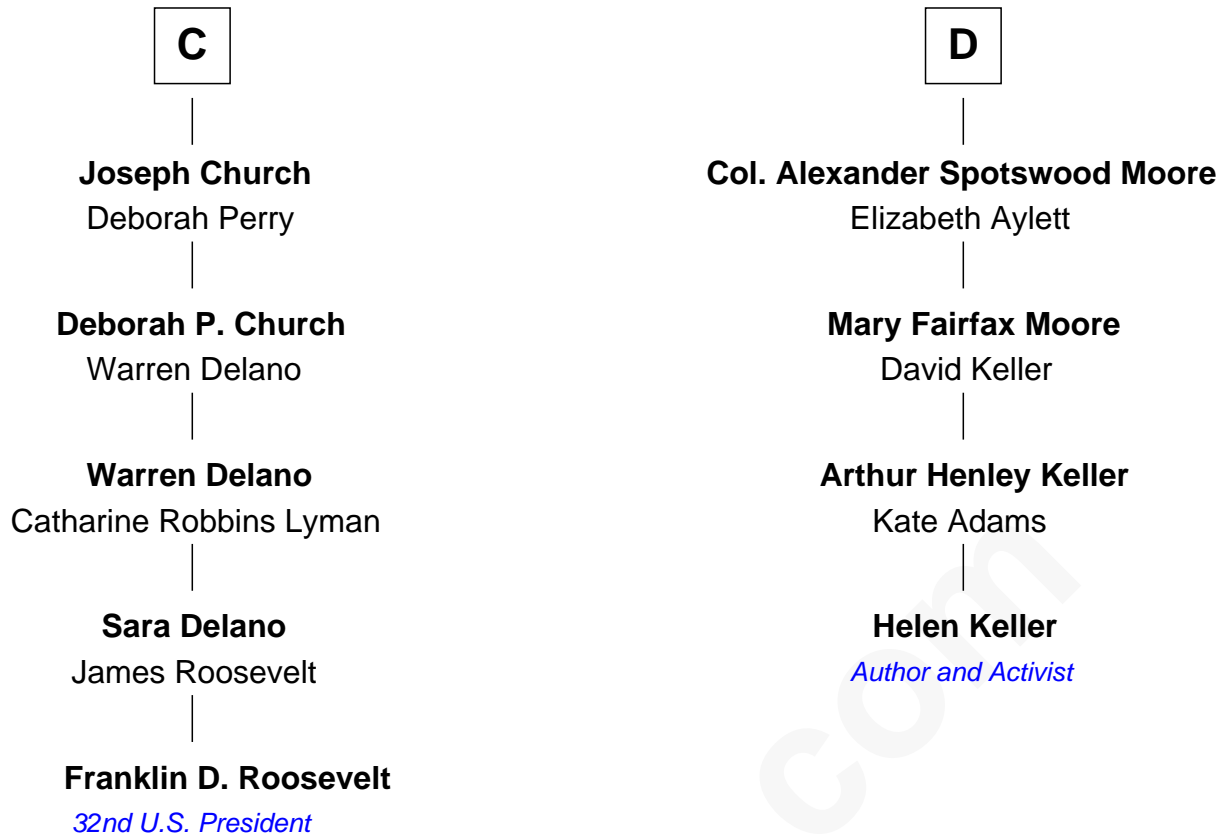 C
Joseph Church
Deborah Perry
Deborah P. Church
Warren Delano
Warren Delano
Catharine Robbins Lyman
Sara Delano
James Roosevelt
Franklin D. Roosevelt
32nd U.S. President
D
Col. Alexander Spotswood Moore
Elizabeth Aylett
Mary Fairfax Moore
David Keller
Arthur Henley Keller
Kate Adams
Helen Keller
Author and Activist
com